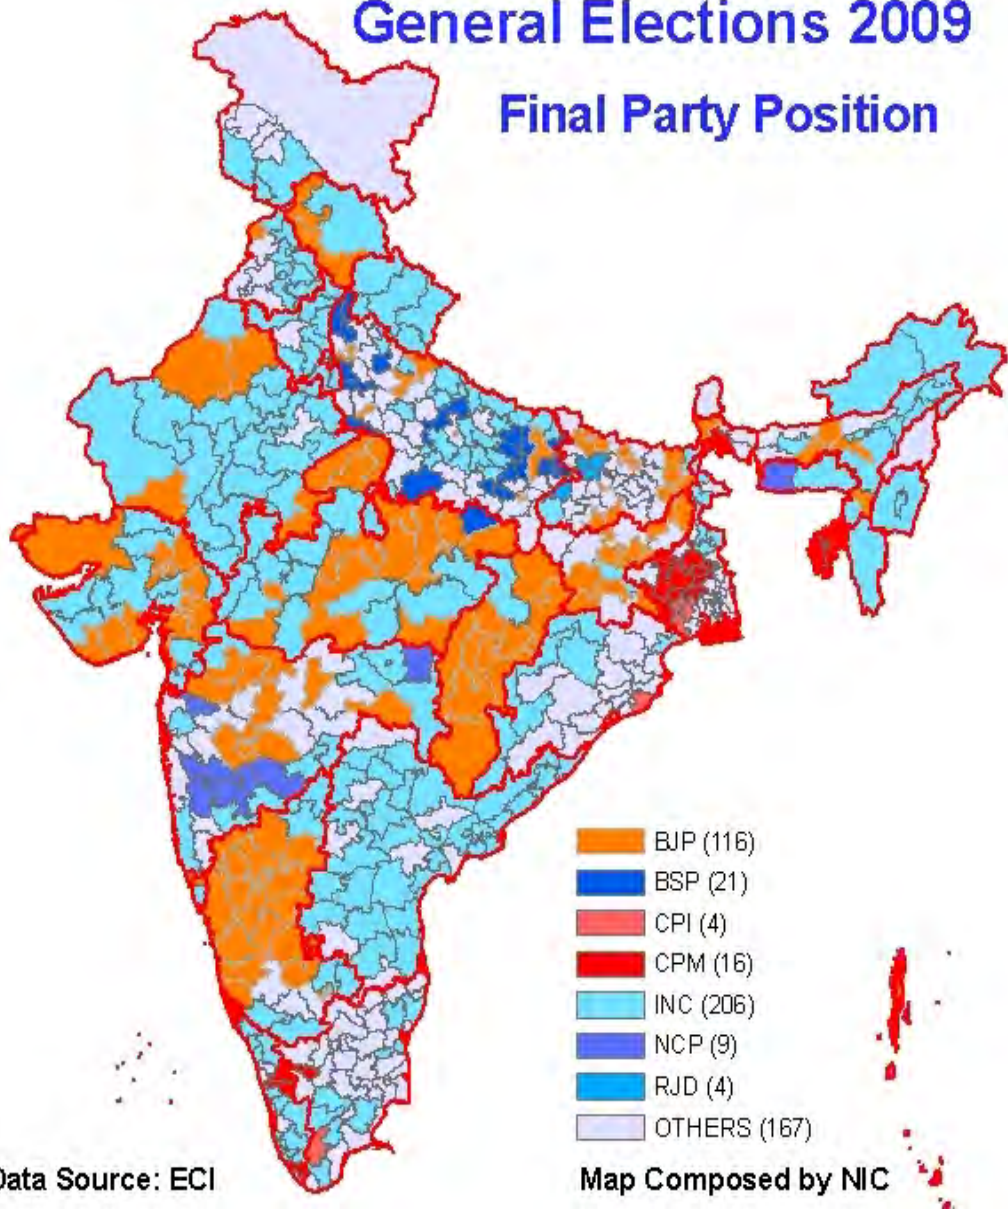 General Elections 2009
Final Party Position
BJP (116)
BSP (21)
CPI (4)
CPM (16)
INC (206)
NCP (9)
RJD (4)
OTHERS (167)
Data Source: ECI
Map Composed by NIC